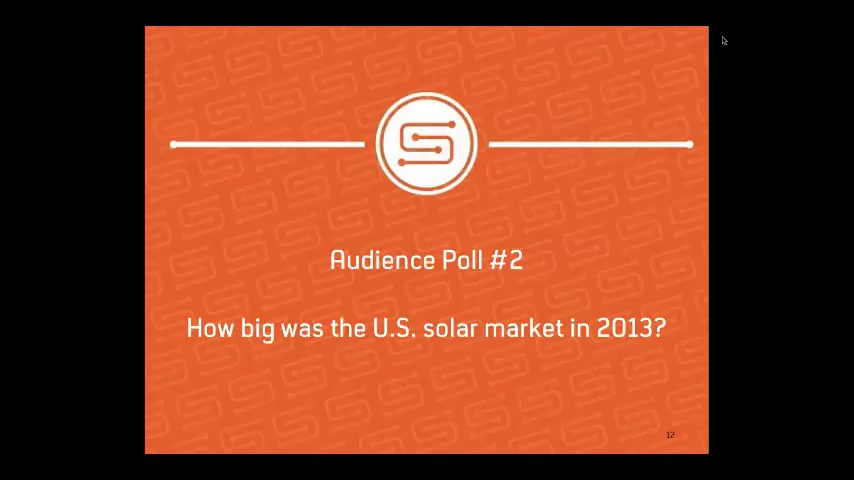 Audience Poll #2
How big was the U.S. solar market in 2013?
12